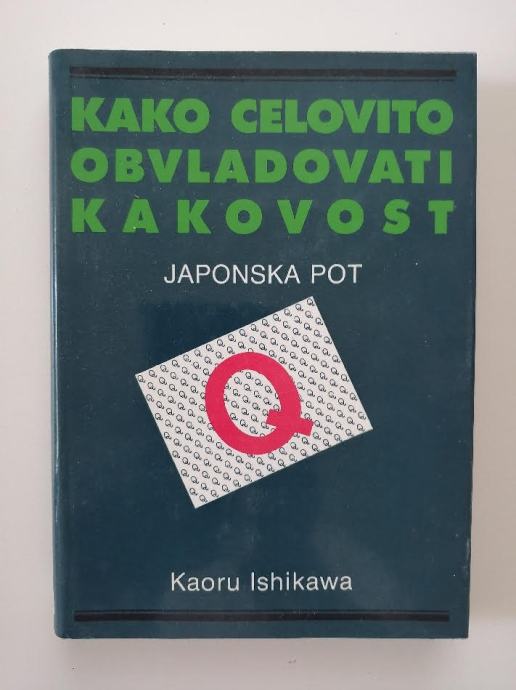 KAKO CELOVITO
OBVLADOVATI
KAKOVOST
JAPONSKA POT
Q
Kaoru Ishikawa